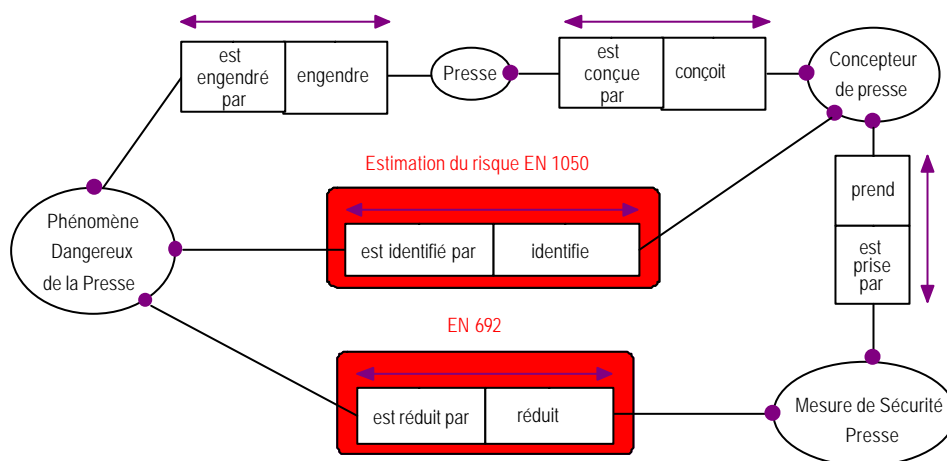 est
engendré
par
engendre
Presse
est
conçue
par
conçoit
Concepteur
de presse
Estimation du risque EN 1050
prend
Phénomène
Dangereux
de la Presse
est identifié par
identifie
est
prise
par
EN 692
est réduit par
réduit
Mesure de Sécurité
Presse